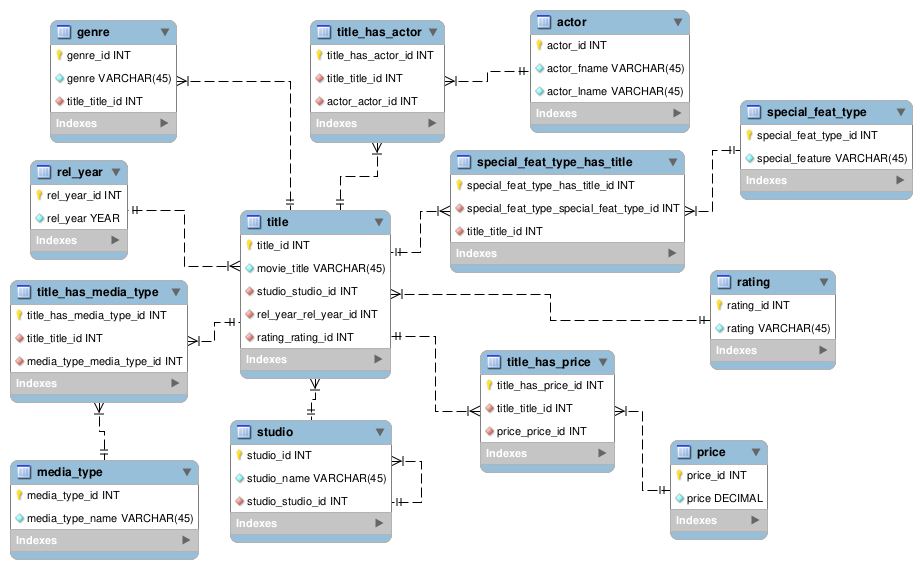 genre
genre_id INT
genre VARCHAR(45)
title_title_id INT
Indexes
title_has_actor
title_has_actor_id INT
title_title_id INT
actor_actor_id INT
Indexes
actor
actor_id INT
actor_fname VARCHAR(45)
actor_lname VARCHAR(45)
Indexes
special_feat_type
special_feat_type_id INT
special_feature VARCHAR(45)
Indexes
rel_year
rel_year_id INT
rel_year YEAR
Indexes
special_feat_type_has_title
special_feat_type_has_title_id INT
special_feat_type_special_feat_type_id INT
title_title_id INT
Indexes
title
title_id INT
movie_title VARCHAR(45)
studio_studio_id INT
rel_year_rel_year_id INT
rating_rating_id INT
Indexes
title_has_media_type
title_has_media_type_id INT
title_title_id INT
media_type_media_type_id INT
Indexes
rating
rating_id INT
rating VARCHAR(45)
Indexes
title_has_price
title_has_price_id INT
title_title_id INT
price_price_id INT
Indexes
studio
studio_id INT
studio_name VARCHAR(45)
studio_studio_id INT
Indexes
price
price_id INT
price DECIMAL
Indexes
media_type
media_type_id INT
media_type_name VARCHAR(45)
Indexes